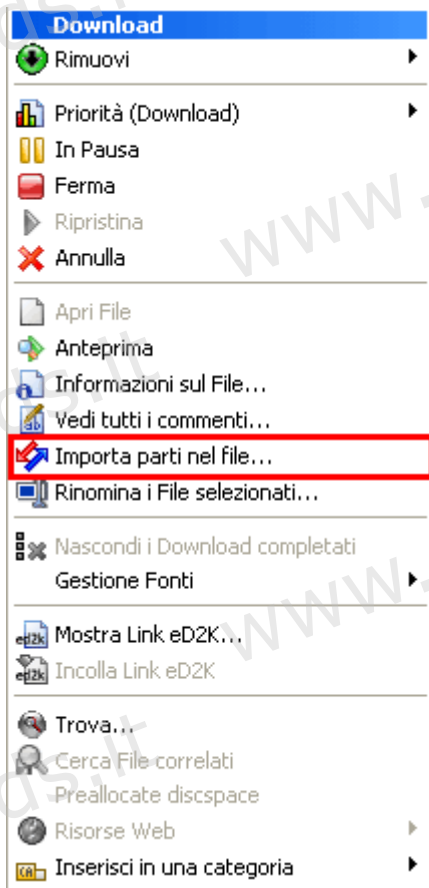 Download
Rimuovi
Priorità (Download)
In Pausa
Ferma
Ripristina
Annulla
Apri File
Anteprima
Informazioni sul File...
Vedi tutti i commenti...
Importa parti nel file...
Rinomina i File selezionati...
Nascondi i Download completati
Gestione Fonti
Mostra Link eD2K...
Incolla Link eD2K
Trova...
Cerca File correlati
Preallocate discspace
Risorse Web
Inserisci in una categoria